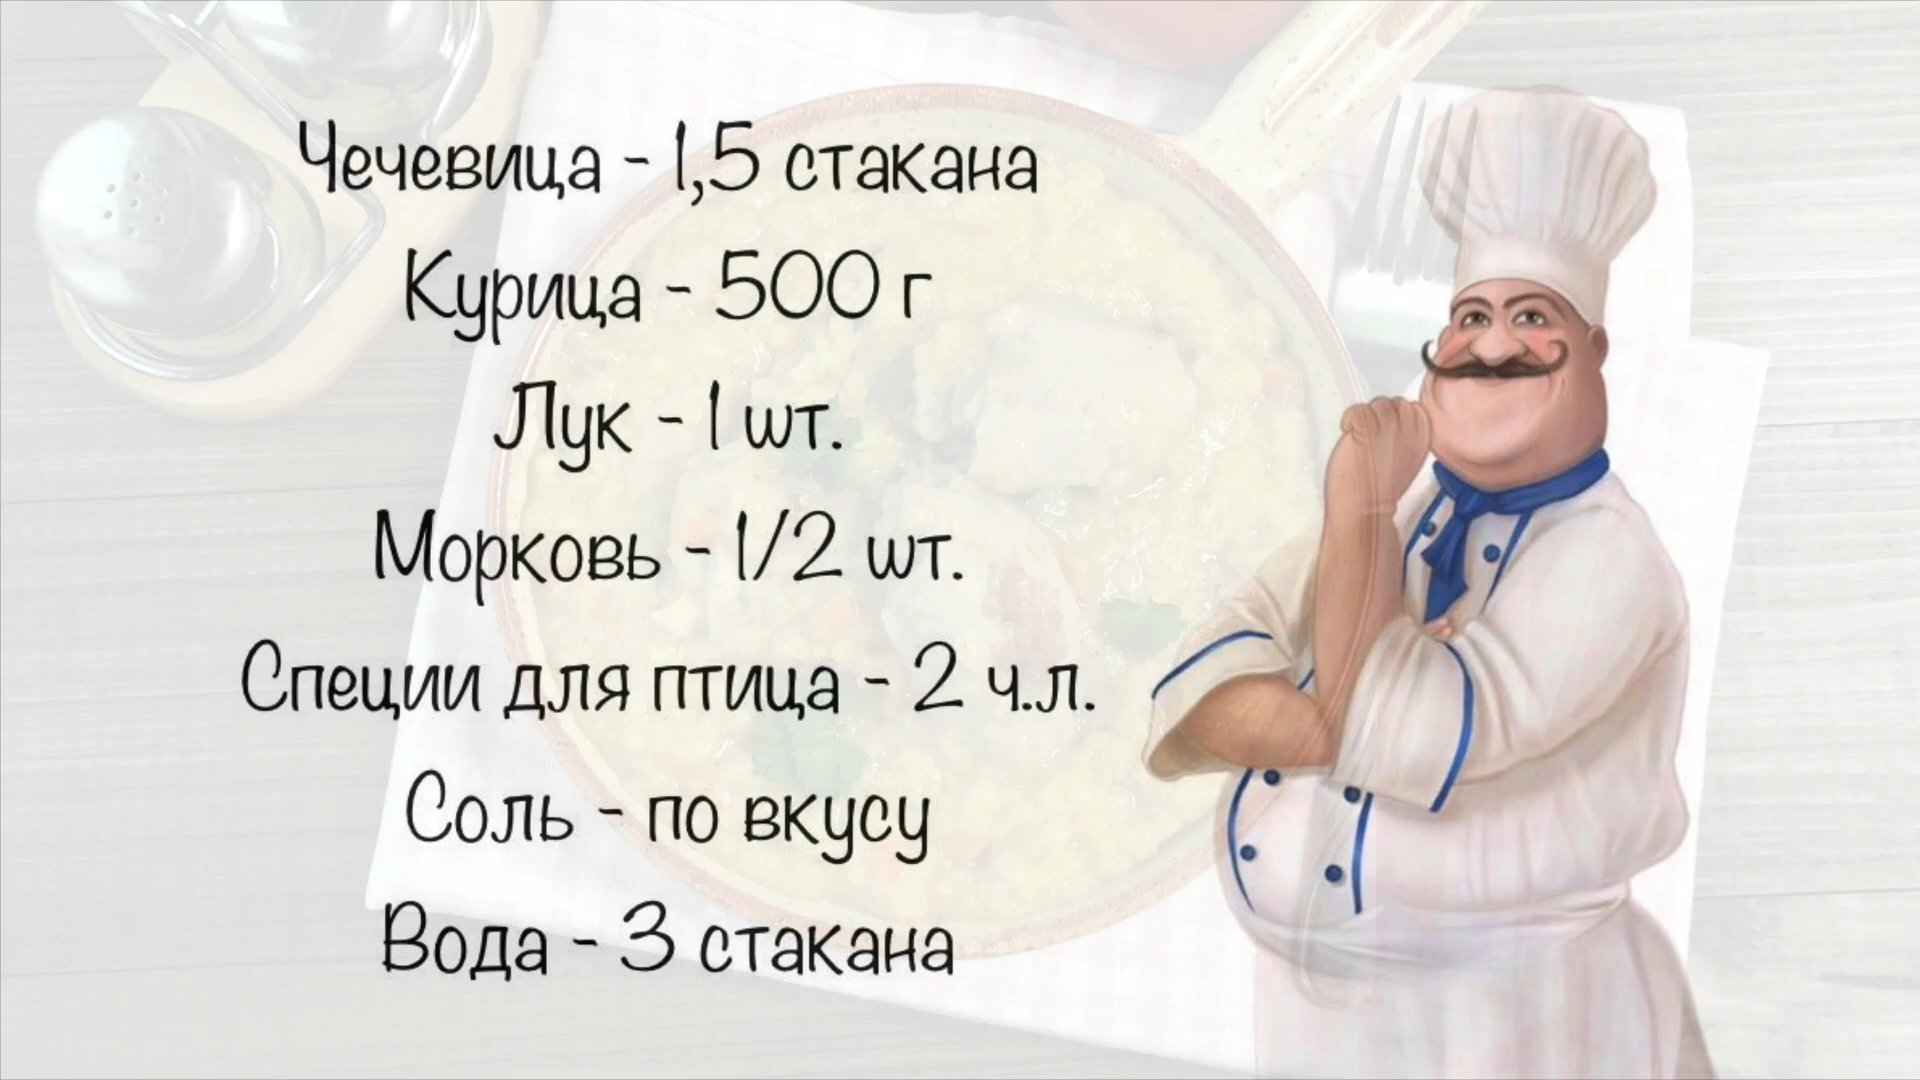 Чечевица - 1,5 стакана
Курица - 500 г
Лук - 1 шт.
Морковь - 1/2 шт.
Специи для птица - 2 ч.л.
Соль - по вкусу
Вода - 3 стакана